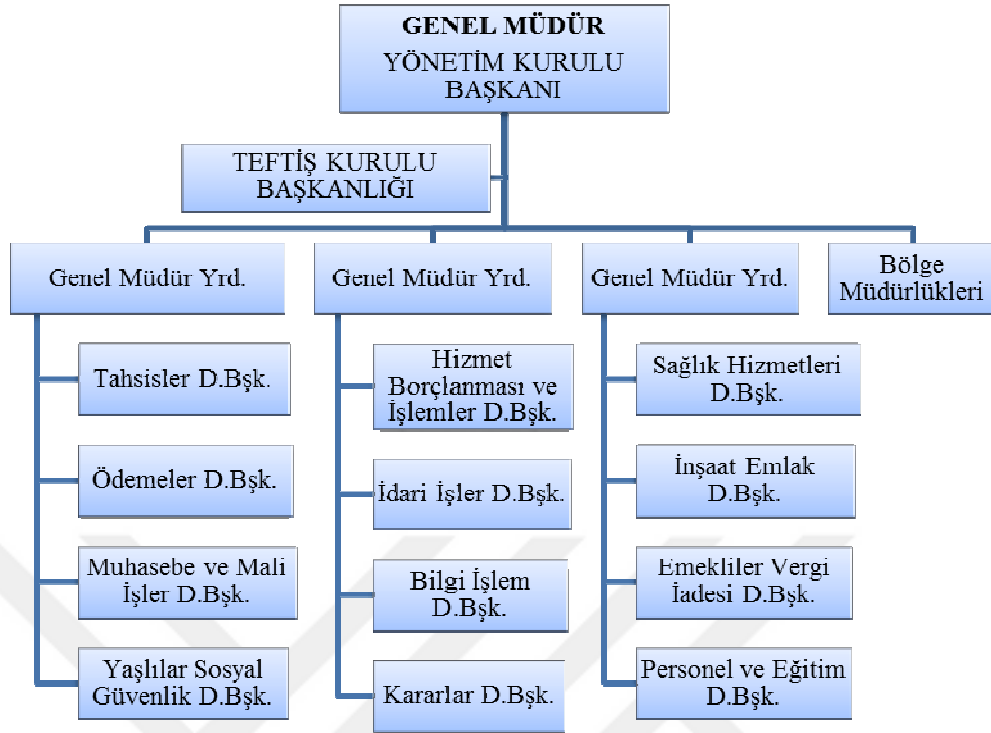 GENEL MÜDÜR
YÖNETİM KURULU
BAŞKANI
TEFTİŞ KURULU
BAŞKANLIĞI
Genel Müdür Yrd.
Tahsisler D.Bşk.
Ödemeler D.Bşk.
Muhasebe ve Mali
İşler D.Bşk.
Yaşlılar Sosyal
Güvenlik D.Bşk.
Genel Müdür Yrd.
Hizmet
Borçlanması ve
İşlemler D.Bşk.
İdari İşler D.Bşk.
Bilgi İşlem
D.Bşk.
Kararlar D.Bşk.
Genel Müdür Yrd.
Sağlık Hizmetleri
D.Bşk.
İnşaat Emlak
D.Bşk.
Emekliler Vergi
İadesi D.Bşk.
Personel ve Eğitim
D.Bşk.
Bölge
Müdürlükleri